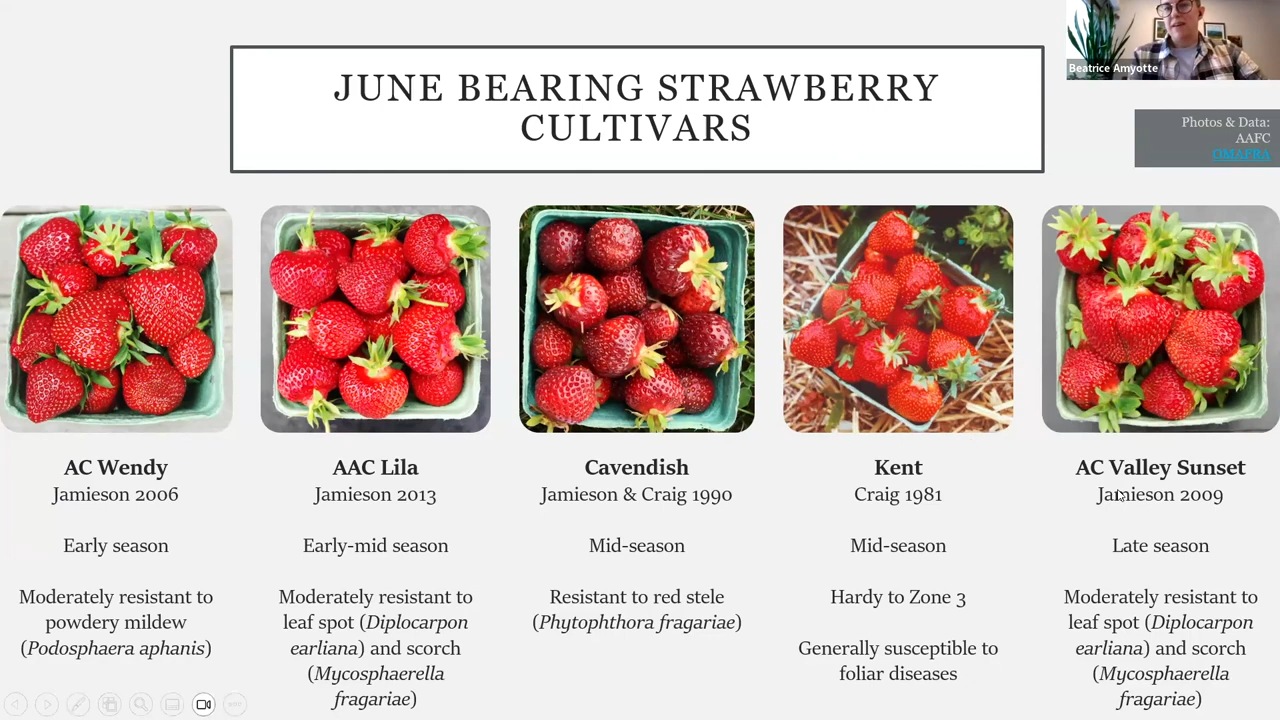 JUNE BEARING STRAWBERRY
CULTIVARS
Beatrice Amyotte
Photos & Data:
AAFC
OMAFRA
AC Wendy
Jamieson 2006
Early season
Moderately resistant to
powdery mildew
(Podosphaera aphanis)
AAC Lila
Jamieson 2013
Early-mid season
Moderately resistant to
leaf spot (Diplocarpon
earliana) and scorch
(Mycosphaerella
fragariae)
Cavendish
Jamieson & Craig 1990
Mid-season
Resistant to red stele
(Phytophthora fragariae)
Kent
Craig 1981
Mid-season
Hardy to Zone 3
Generally susceptible to
foliar diseases
AC Valley Sunset
Jamieson 2009
Late season
Moderately resistant to
leaf spot (Diplocarpon
earliana) and scorch
(Mycosphaerella
fragariae)